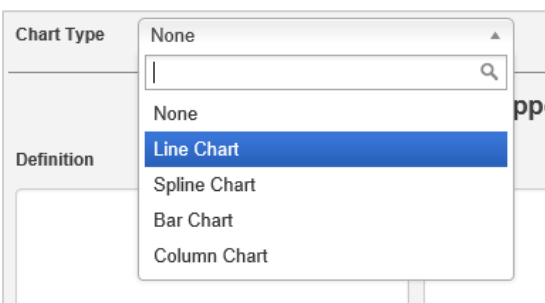 Chart Type None
None
Line Chart
Definition
Spline Chart
Bar Chart
Column Chart